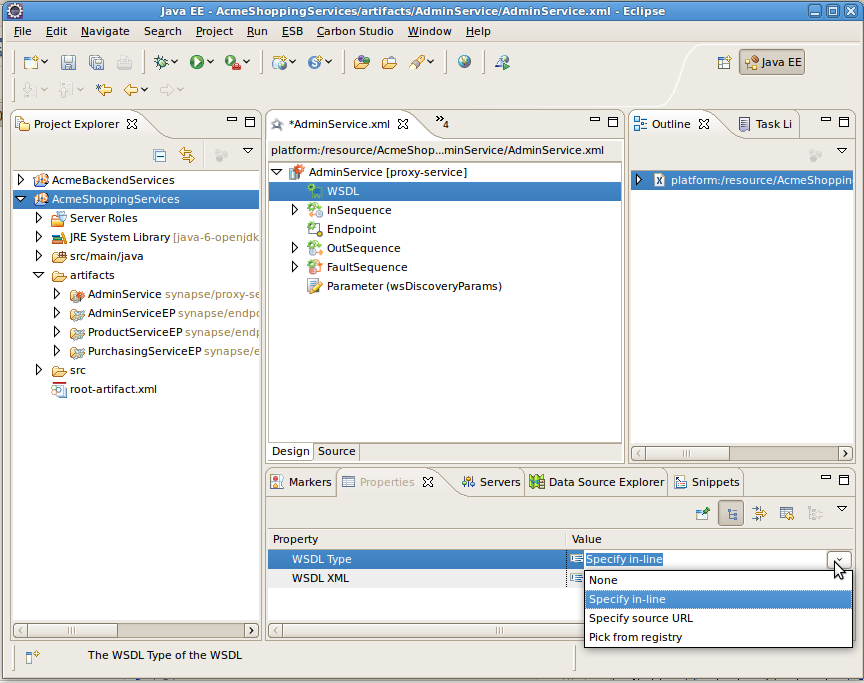 Java EE - AcmeShoppingServices/artifacts/AdminService/AdminService.xml - Eclipse
File Edit Navigate Search Project Run ESB Carbon Studio Window Help
Java EE
Project Explorer
AcmeBackendServices
AcmeShoppingServices
Server Roles
JRE System Library [java-6-openjdk
src/main/java
artifacts
AdminService synapse/proxy-se
AdminServiceEP synapse/endpo
ProductServiceEP synapse/endp
PurchasingServiceEP synapse/e
src
root-artifact.xml
*AdminService.xml
»4
platform:/resource/AcmeShop...minService/AdminService.xml
AdminService [proxy-service]
WSDL
InSequence
Endpoint
OutSequence
FaultSequence
Parameter (wsDiscoveryParams)
Design Source
Outline Task Li
platform:/resource/AcmeShoppin
Markers Properties Servers Data Source Explorer Snippets
Property Value
WSDL Type Specify in-line
WSDL XML
None
Specify in-line
Specify source URL
Pick from registry
The WSDL Type of the WSDL